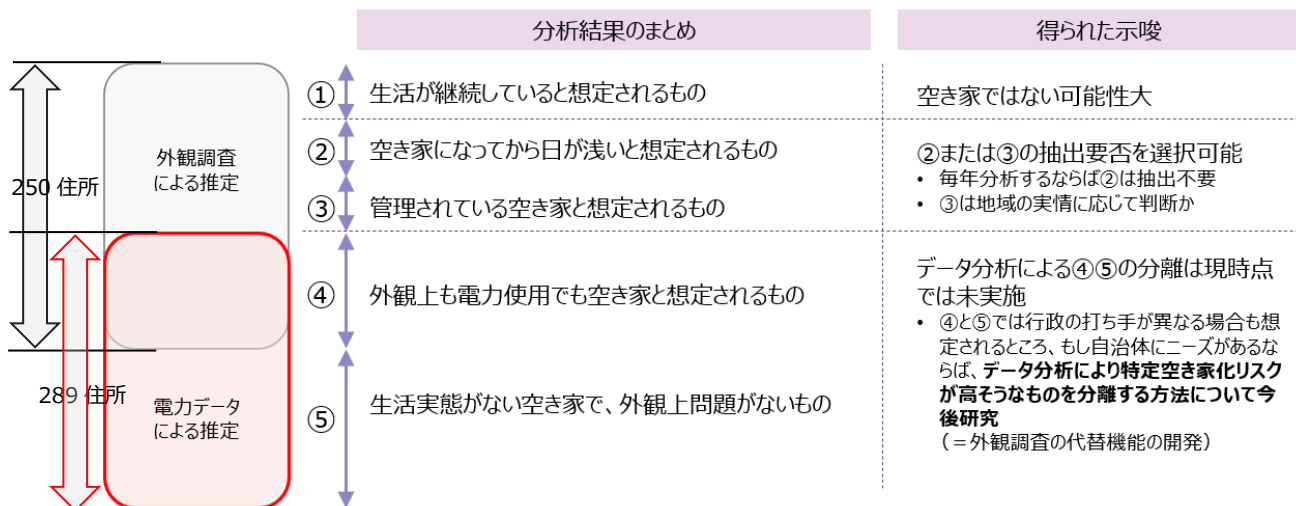 分析結果のまとめ
得られた示唆
外観調査
による推定
250 住所
289 住所
電力データ
による推定
①
生活が継続していると想定されるもの
空き家ではない可能性大
②
空き家になってから日が浅いと想定されるもの
③
管理されている空き家と想定されるもの
②または③の抽出要否を選択可能
• 毎年分析するならば②は抽出不要
• ③は地域の実情に応じて判断か
④
外観上も電力使用でも空き家と想定されるもの
⑤
生活実態がない空き家で、外観上問題がないもの
データ分析による④⑤の分離は現時点
では未実施
• ④と⑤では行政の打ち手が異なる場合も想
定されるところ、もし自治体にニーズがあるな
らば、データ分析により特定空き家化リスク
が高そうなものを分離する方法について今
後研究
（＝外観調査の代替機能の開発）